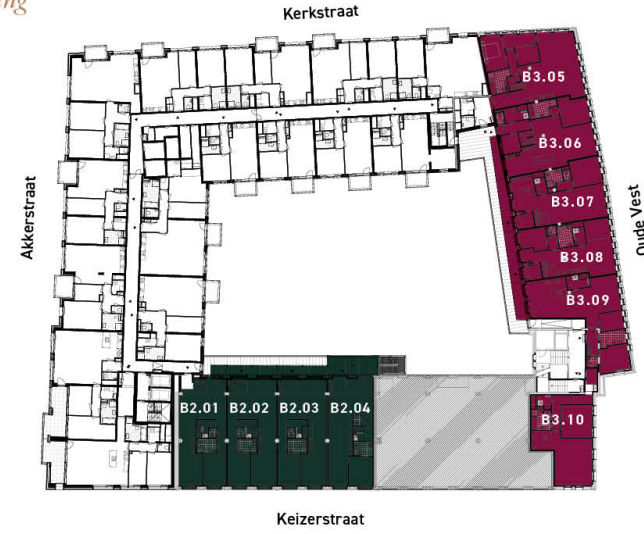 Kerkstraat
B3.05
B3.06
Akkerstraat
B3.07
Oude Vest
B3.08
B3.09
B2.01 B2.02 B2.03 B2.04
B3.10
Keizerstraat